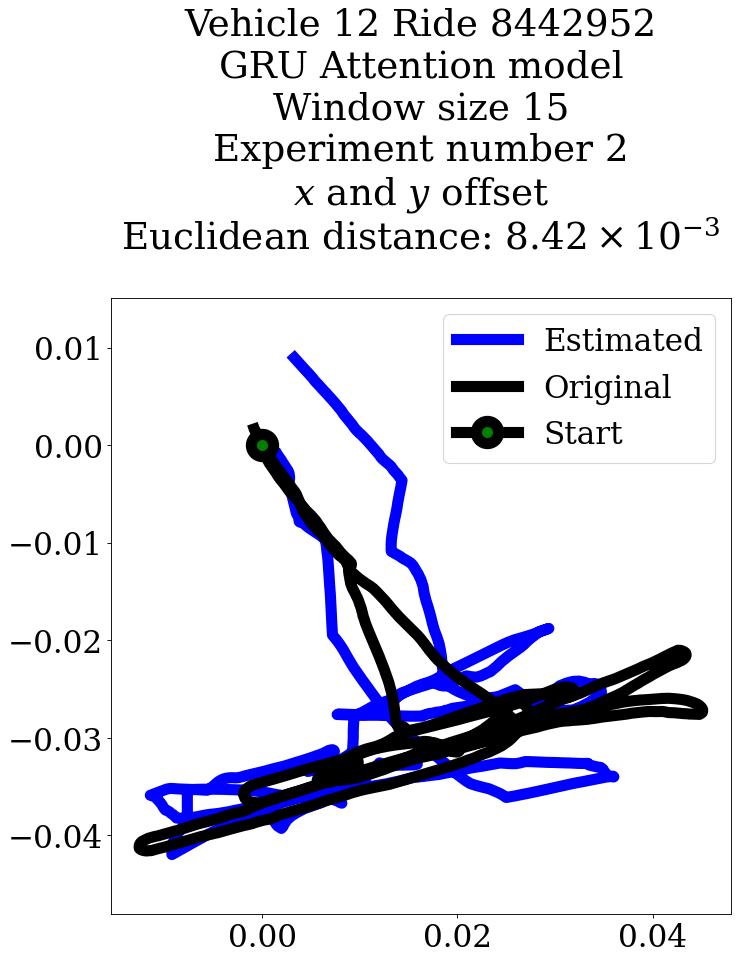 Vehicle 12 Ride 8442952
GRU Attention model
Window size 15
Experiment number 2
x and y offset
Euclidean distance: 8.42 × 10⁻³
Estimated
Original
Start
0.01
0.00
−0.01
−0.02
−0.03
−0.04
0.00 0.02 0.04